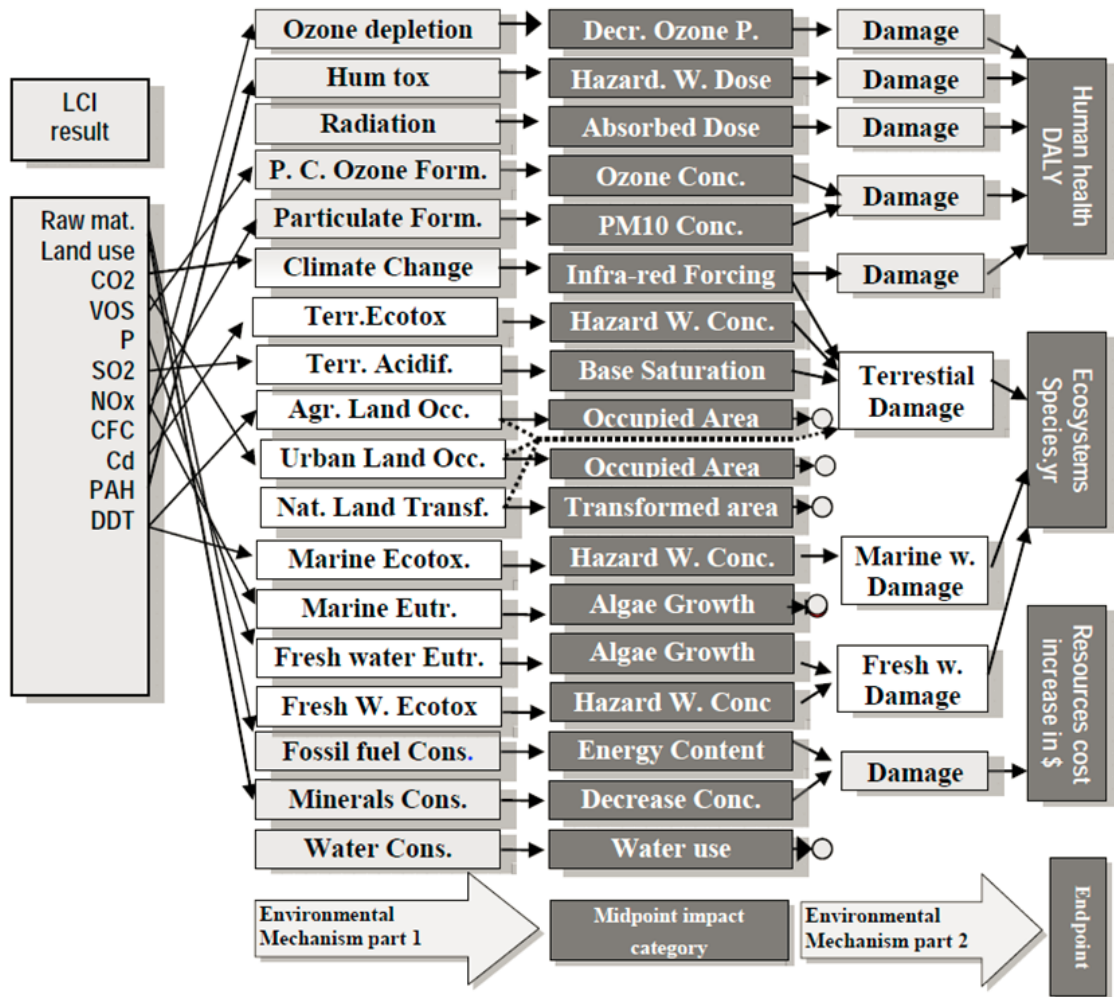 LCI
result
Raw mat.
Land use
CO2
VOS
P
SO2
NOx
CFC
Cd
PAH
DDT
Ozone depletion
Hum tox
Radiation
P. C. Ozone Form.
Particulate Form.
Climate Change
Terr.Ecotox
Terr. Acidif.
Agr. Land Occ.
Urban Land Occ.
Nat. Land Transf.
Marine Ecotox.
Marine Eutr.
Fresh water Eutr.
Fresh W. Ecotox
Fossil fuel Cons.
Minerals Cons.
Water Cons.
Decr. Ozone P.
Hazard. W. Dose
Absorbed Dose
Ozone Conc.
PM10 Conc.
Infra-red Forcing
Hazard W. Conc.
Base Saturation
Occupied Area
Occupied Area
Transformed area
Hazard W. Conc.
Algae Growth
Algae Growth
Hazard W. Conc
Energy Content
Decrease Conc.
Water use
Damage
Damage
Damage
Damage
Damage
Terrestial
Damage
Marine w.
Damage
Fresh w.
Damage
Damage
Human health
DALY
Ecosystems
Species.yr
Resources cost
increase in $
Environmental
Mechanism part 1
Midpoint impact
category
Environmental
Mechanism part 2
Endpoint